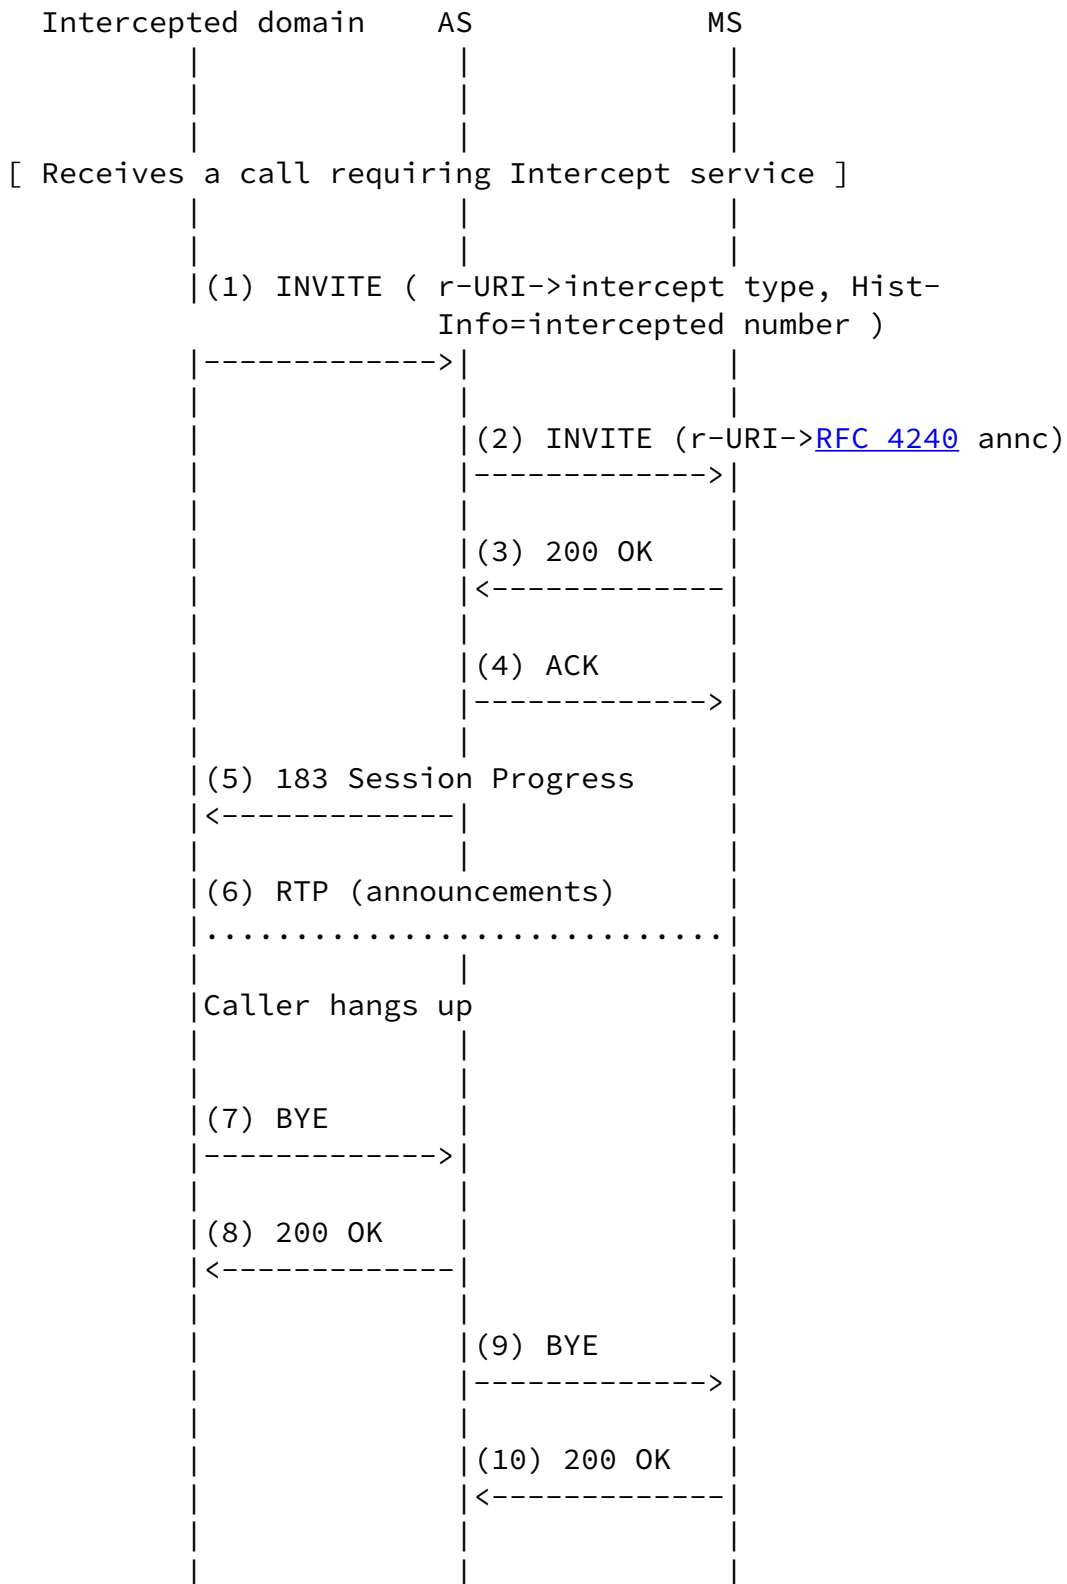 Intercepted domain    AS             MS
[ Receives a call requiring Intercept service ]
(1) INVITE ( r-URI->intercept type, Hist-
Info=intercepted number )
------------->
(2) INVITE (r-URI->RFC 4240 annc)
------------->
(3) 200 OK
<-------------
(4) ACK
------------->
(5) 183 Session Progress
<-------------
(6) RTP (announcements)
.............................
Caller hangs up
(7) BYE
------------->
(8) 200 OK
<-------------
(9) BYE
------------->
(10) 200 OK
<-------------